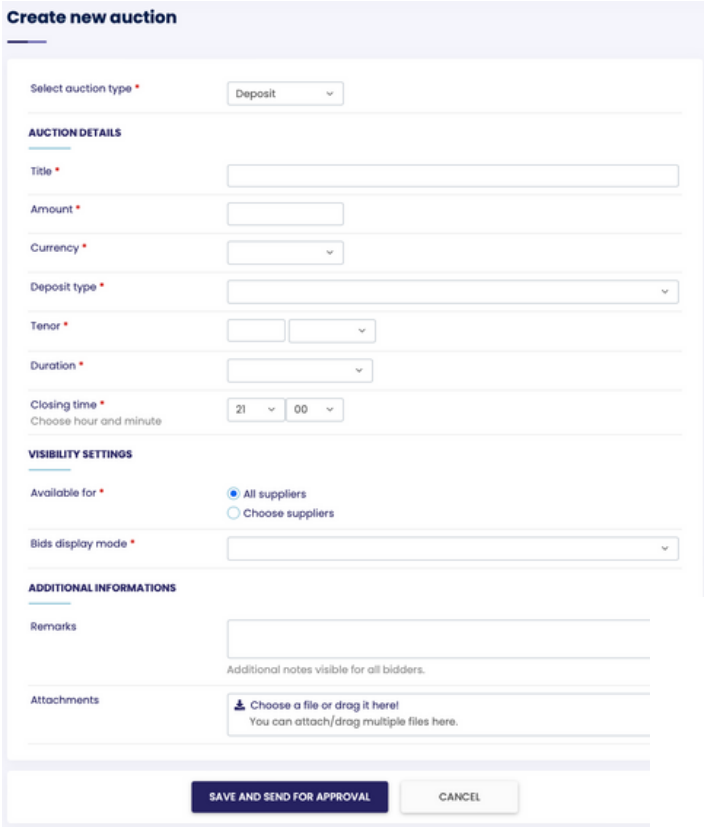 Create new auction
Select auction type *
Deposit
AUCTION DETAILS
Title *
Amount *
Currency *
Deposit type *
Tenor *
Duration *
Closing time *
21 00
Choose hour and minute
VISIBILITY SETTINGS
Available for *
All suppliers
Choose suppliers
Bids display mode *
ADDITIONAL INFORMATIONS
Remarks
Additional notes visible for all bidders.
Attachments
Choose a file or drag it here!
You can attach/drag multiple files here.
SAVE AND SEND FOR APPROVAL CANCEL